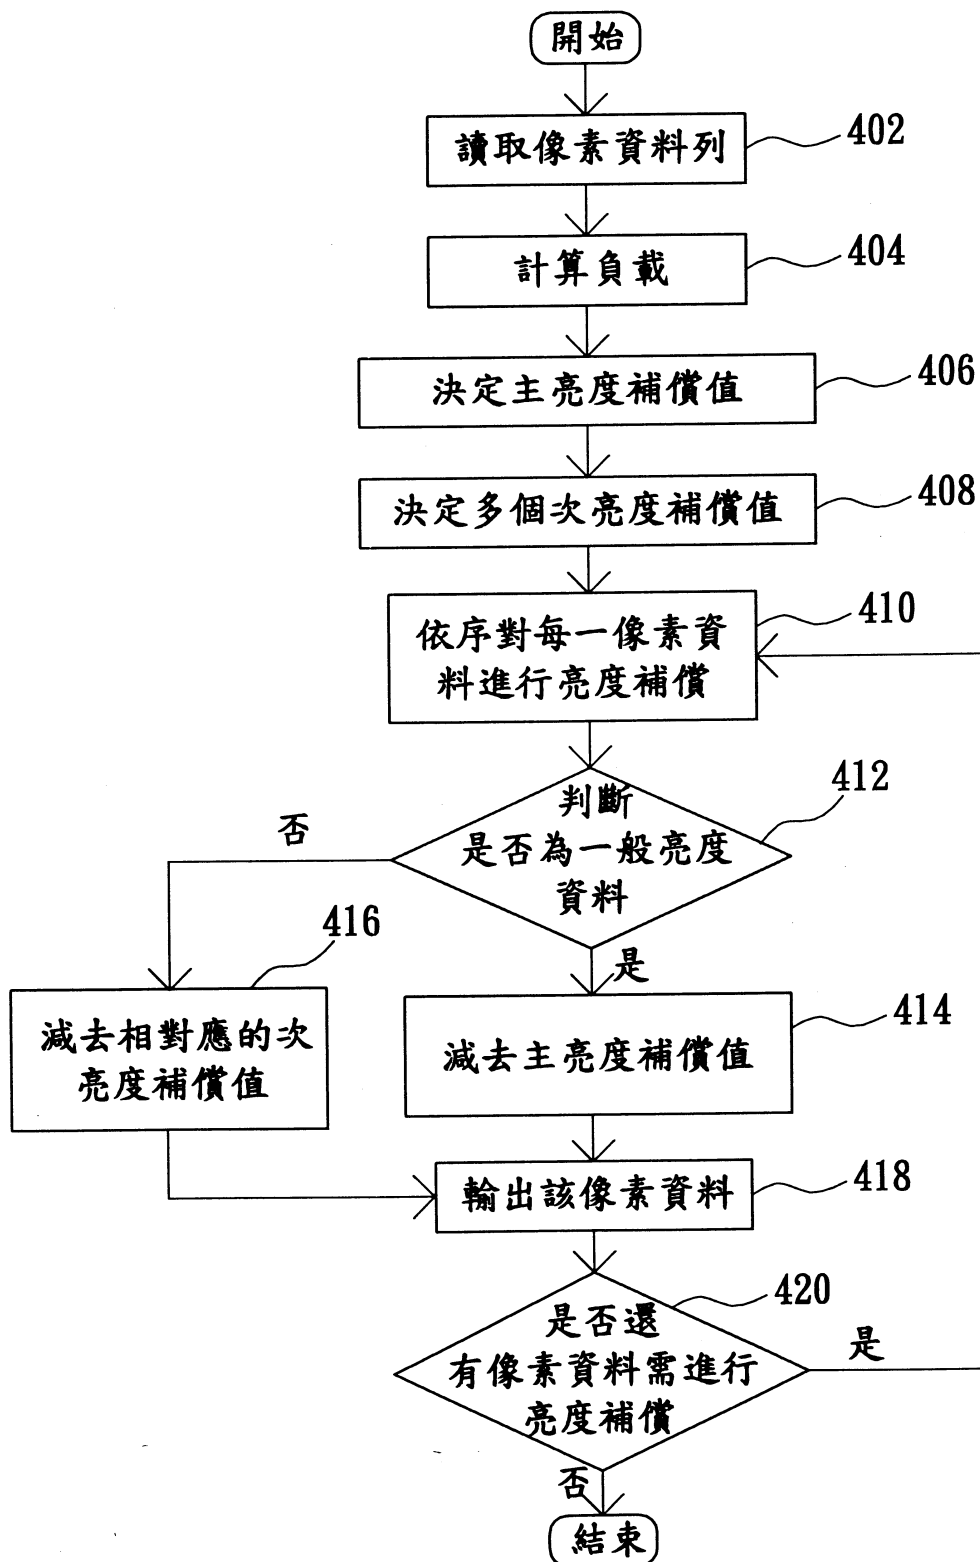 開始
讀取像素資料列
402
計算負載
404
決定主亮度補償值
406
決定多個次亮度補償值
408
依序對每一像素資
料進行亮度補償
410
判斷
是否為一般亮度
資料
412
否
是
416
減去相對應的次
亮度補償值
減去主亮度補償值
414
輸出該像素資料
418
是否還
有像素資料需進行
亮度補償
420
是
否
結束